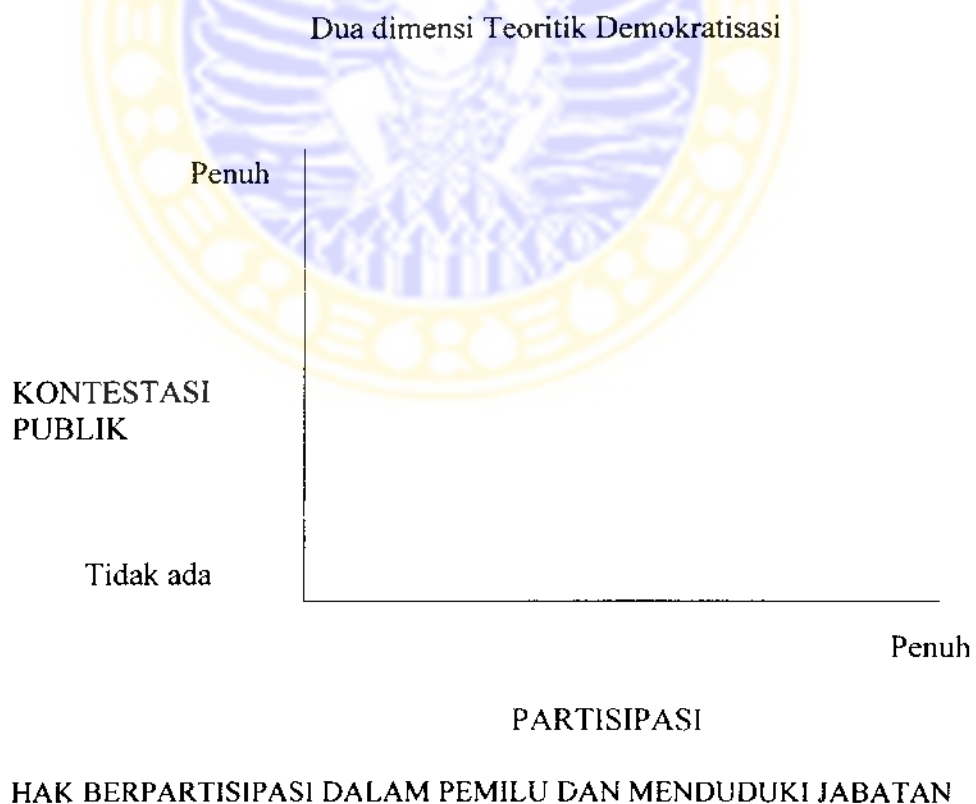 Dua dimensi Teoritik Demokratisasi
Penuh
KONTESTASI
PUBLIK
Tidak ada
Penuh
PARTISIPASI
HAK BERPARTISIPASI DALAM PEMILU DAN MENDUDUKI JABATAN